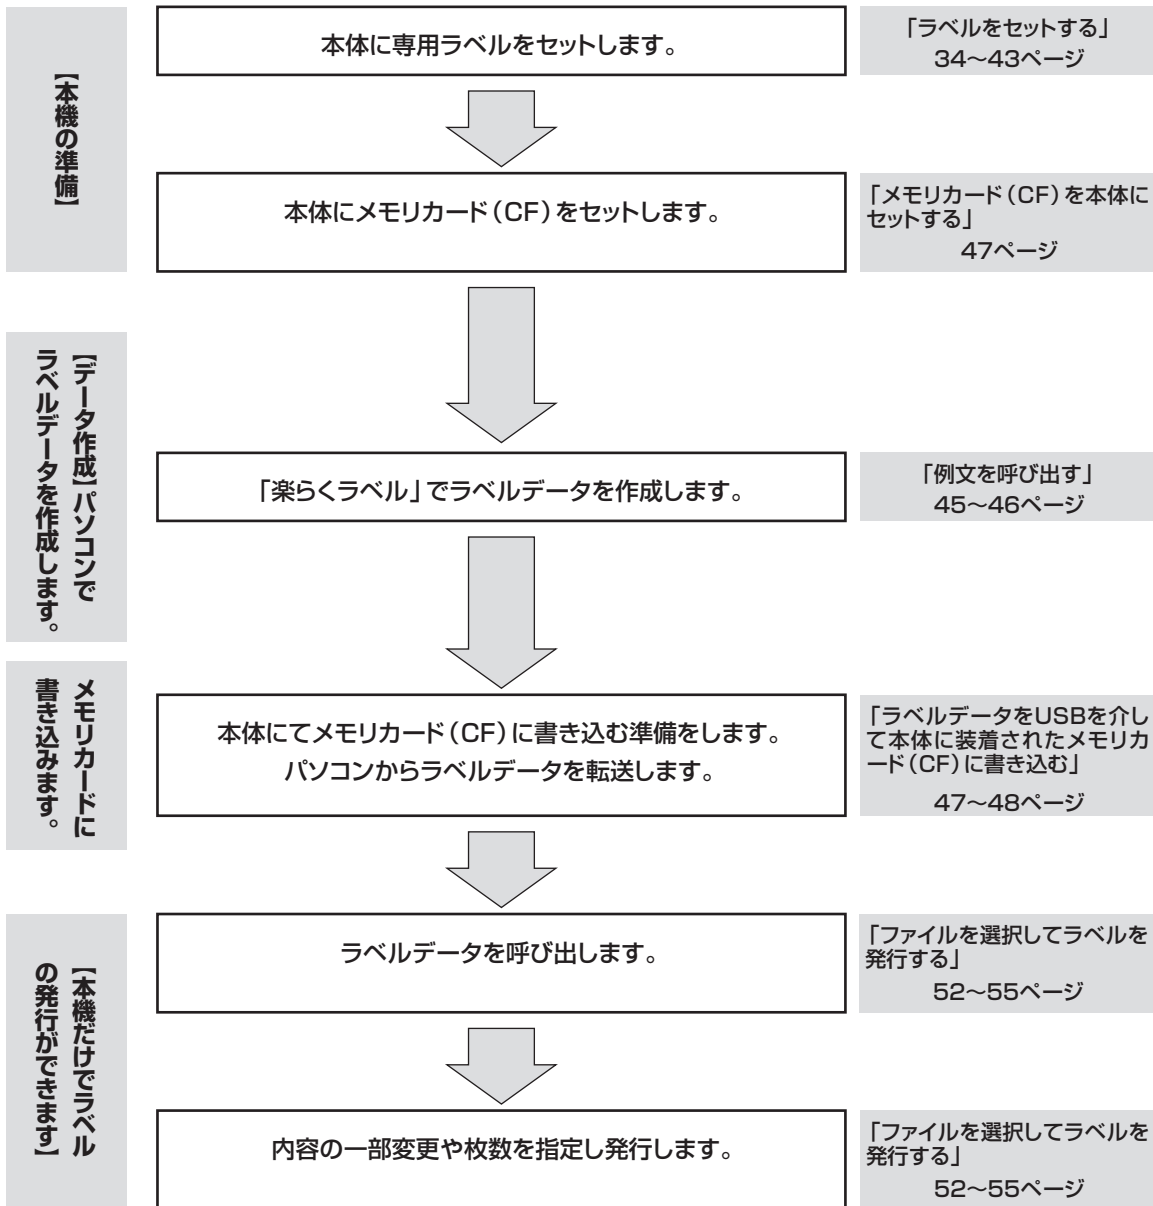 【本機の準備】
本体に専用ラベルをセットします。
「ラベルをセットする」
34〜43ページ
本体にメモリカード（CF）をセットします。
「メモリカード（CF）を本体に
セットする」
47ページ
【データ作成】パソコンで
ラベルデータを作成します。
「楽らくラベル」でラベルデータを作成します。
「例文を呼び出す」
45〜46ページ
メモリカードに
書き込みます。
本体にてメモリカード（CF）に書き込む準備をします。
パソコンからラベルデータを転送します。
「ラベルデータをUSBを介し
て本体に装着されたメモリカ
ード（CF）に書き込む」
47〜48ページ
【本機だけでラベル
の発行ができます】
ラベルデータを呼び出します。
「ファイルを選択してラベルを
発行する」
52〜55ページ
内容の一部変更や枚数を指定し発行します。
「ファイルを選択してラベルを
発行する」
52〜55ページ